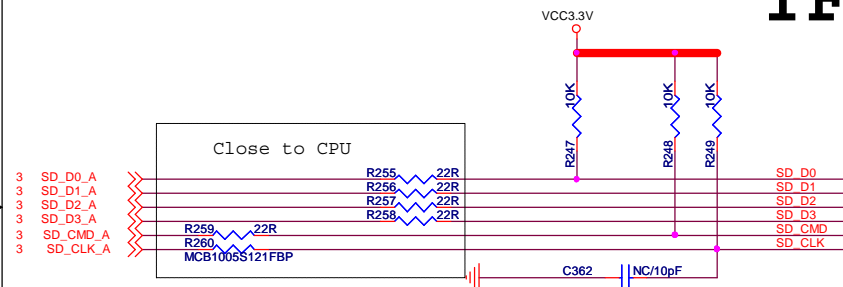 VCC3.3V
10K
10K
10K
R247
R248
R249
Close to CPU
3 SD_D0_A R255 22R SD_D0
3 SD_D1_A R256 22R SD_D1
3 SD_D2_A R257 22R SD_D2
3 SD_D3_A R258 22R SD_D3
3 SD_CMD_A R259 22R SD_CMD
3 SD_CLK_A R260 SD_CLK
MCB1005S121FBP
C362 NC/10pF